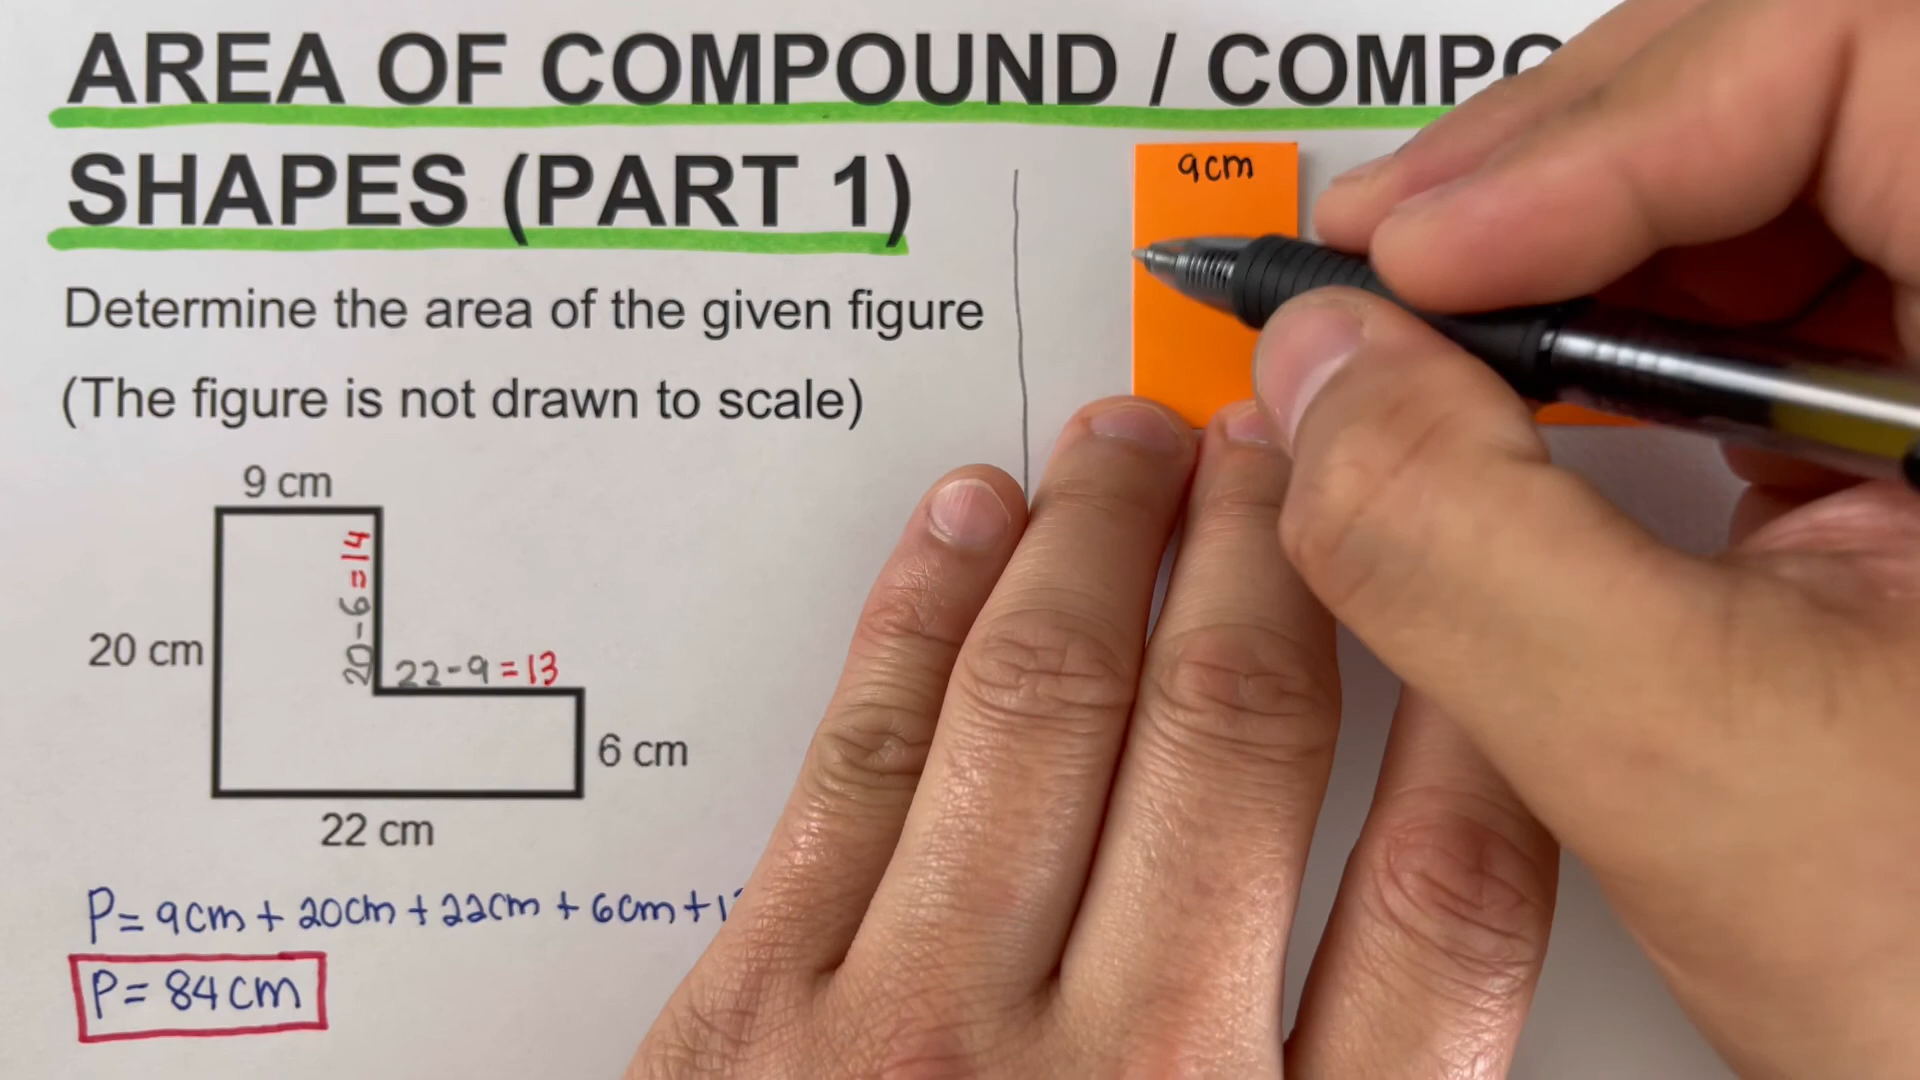 AREA OF COMPOUND /
SHAPES (PART 1)
Determine the area of the given figure
(The figure is not drawn to scale)
9 cm
20 cm
20-6=14
22-9=13
6 cm
22 cm
P= 9cm + 20cm + 22cm + 6cm +
P= 84cm
9cm